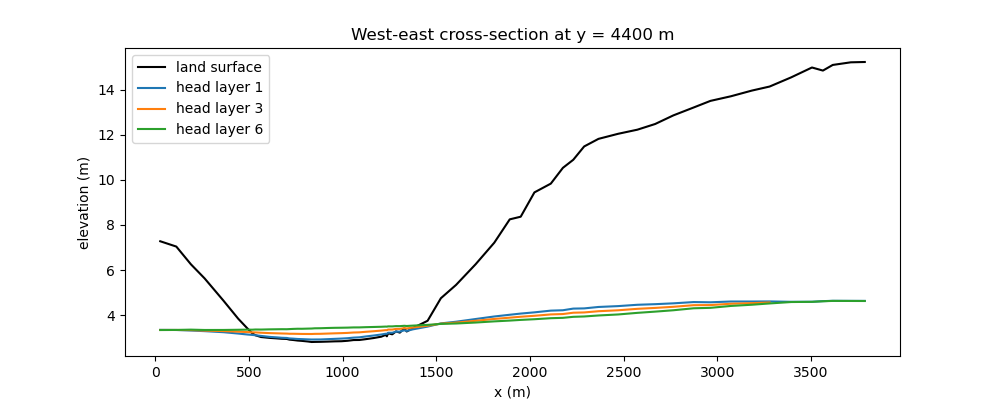 West-east cross-section at y = 4400 m
land surface
head layer 1
head layer 3
head layer 6
elevation (m)
14
12
10
8
6
4
0 500 1000 1500 2000 2500 3000 3500
x (m)